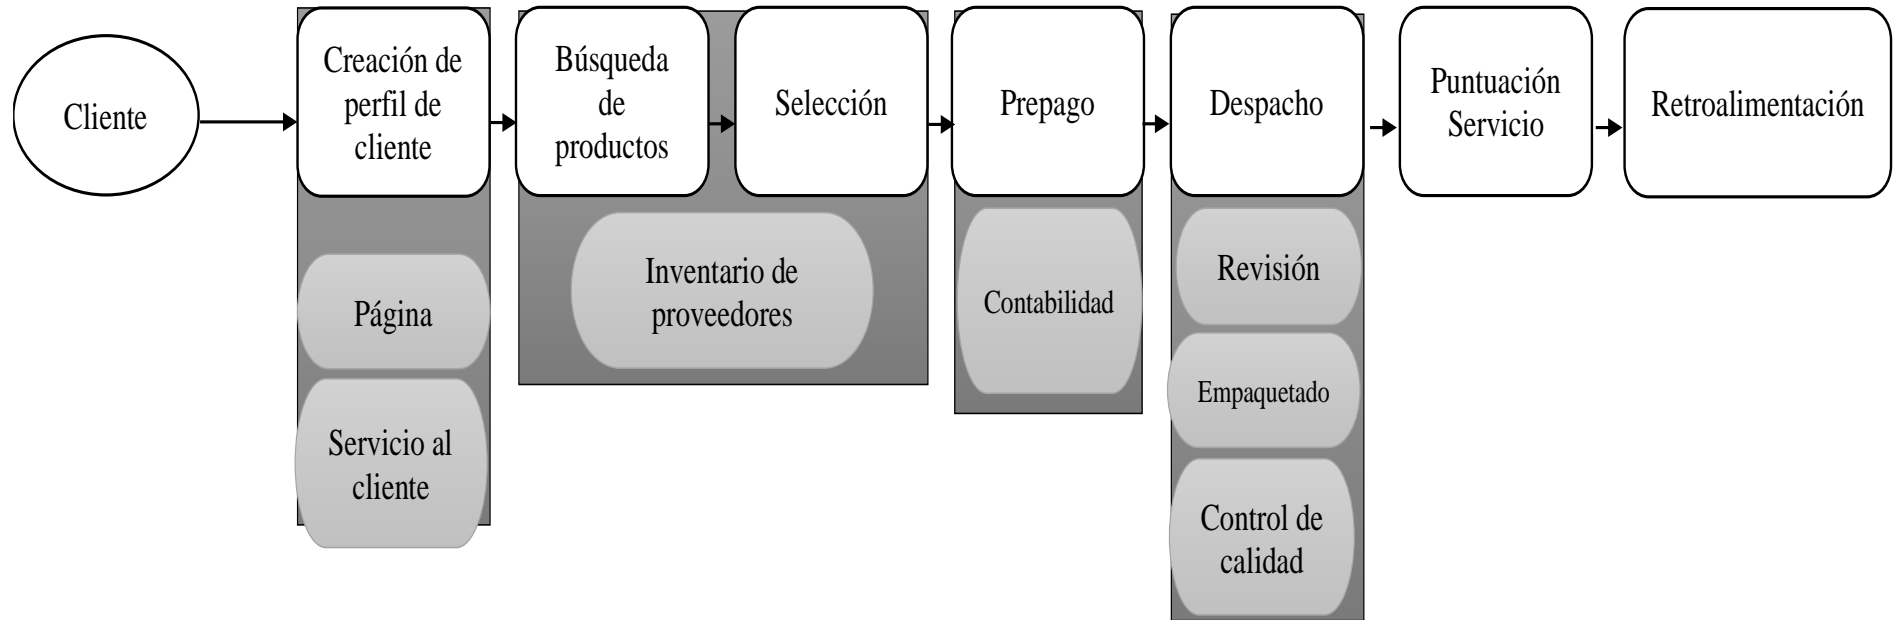 Cliente
Creación de
perfil de
cliente
Búsqueda
de
productos
Selección
Prepago
Despacho
Puntuación
Servicio
Retroalimentación
Página
Servicio al
cliente
Inventario de
proveedores
Contabilidad
Revisión
Empaquetado
Control de
calidad